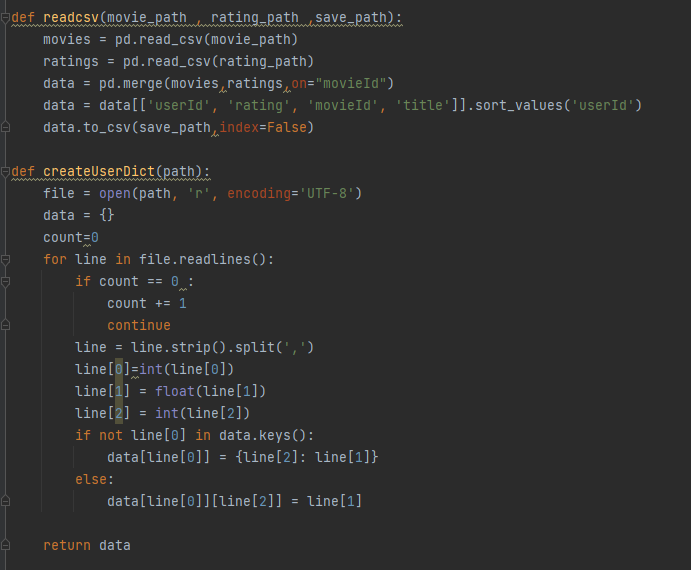 def readcsv(movie_path , rating_path ,save_path):
    movies = pd.read_csv(movie_path)
    ratings = pd.read_csv(rating_path)
    data = pd.merge(movies,ratings,on="movieId")
    data = data[['userId', 'rating', 'movieId', 'title']].sort_values('userId')
    data.to_csv(save_path,index=False)

def createUserDict(path):
    file = open(path, 'r', encoding='UTF-8')
    data = {}
    count=0
    for line in file.readlines():
        if count == 0 :
            count += 1
            continue
        line = line.strip().split(',')
        line[0]=int(line[0])
        line[1] = float(line[1])
        line[2] = int(line[2])
        if not line[0] in data.keys():
            data[line[0]] = {line[2]: line[1]}
        else:
            data[line[0]][line[2]] = line[1]

    return data